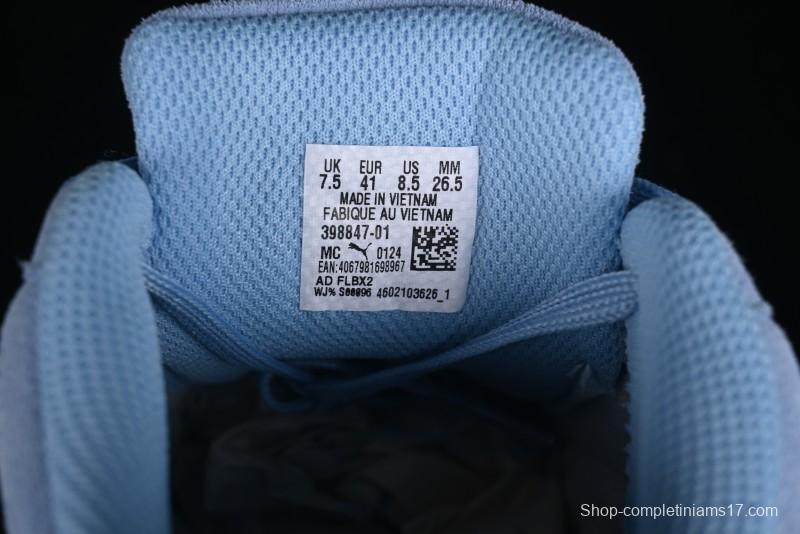 UK EUR US MM
7.5 41 8.5 26.5
MADE IN VIETNAM
FABIQUE AU VIETNAM
398847-01
MC 0124
EAN:4067981698967
AD FLBX2
WJ% 4602103626_1
Shop-completiniams17.com